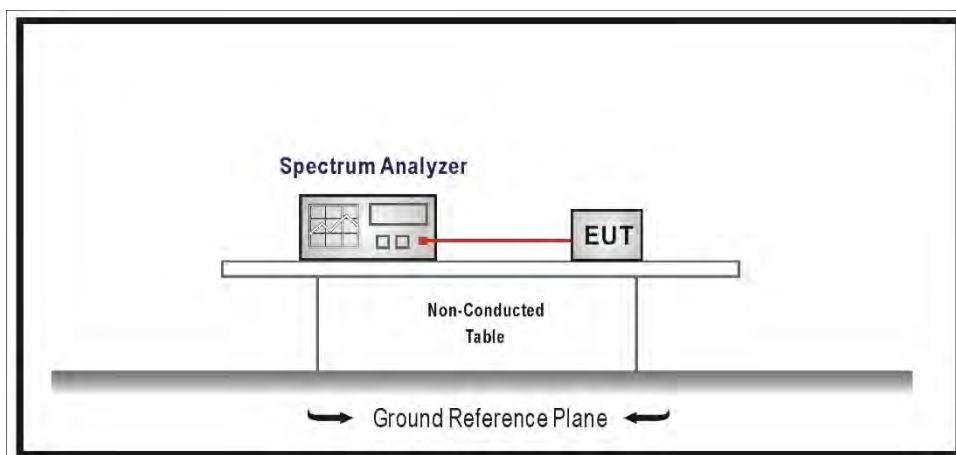 Spectrum Analyzer
EUT
Non-Conducted
Table
Ground Reference Plane